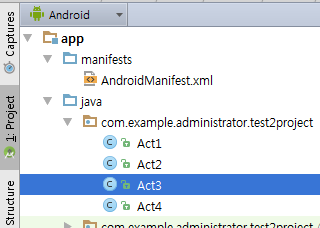 Android
Captures
1: Project
Structure
app
manifests
AndroidManifest.xml
java
com.example.administrator.test2project
Act1
Act2
Act3
Act4
com.example.administrator.test2project